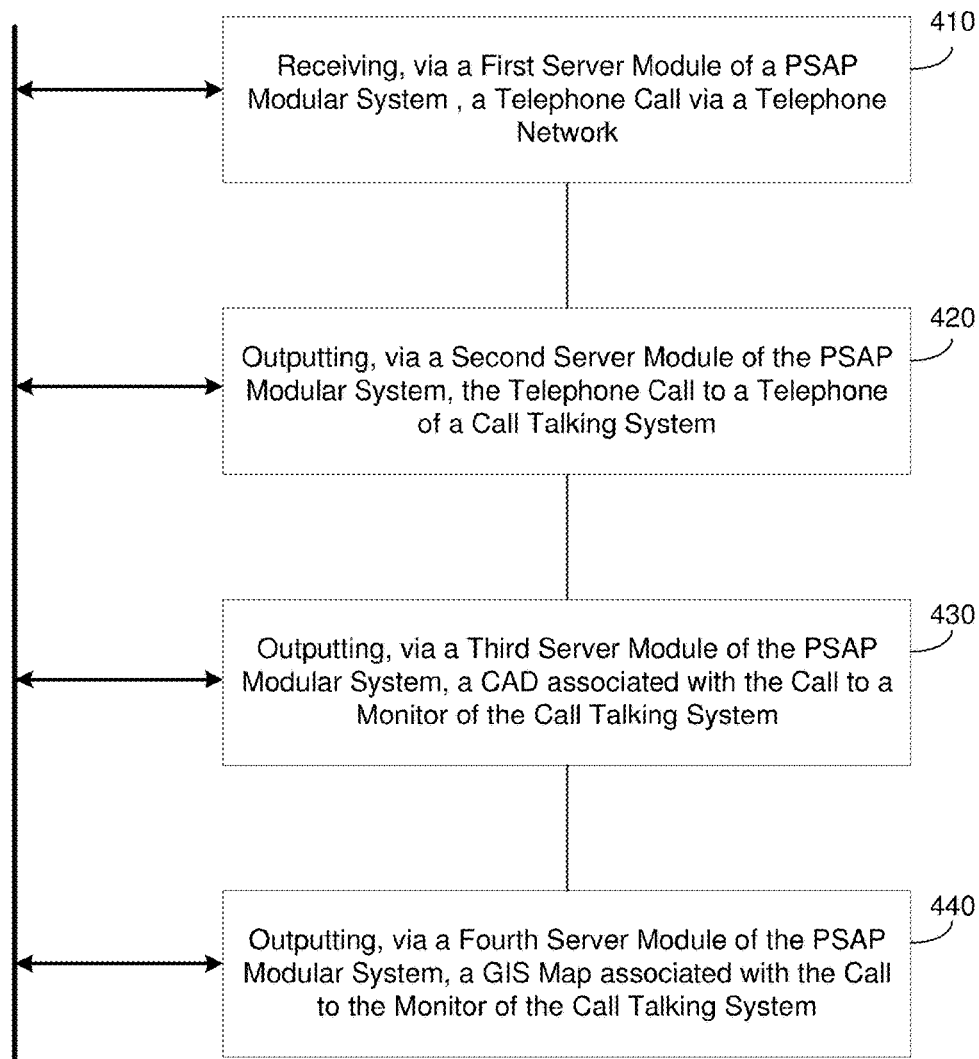 410
Receiving, via a First Server Module of a PSAP
Modular System , a Telephone Call via a Telephone
Network
420
Outputting, via a Second Server Module of the PSAP
Modular System, the Telephone Call to a Telephone
of a Call Talking System
430
Outputting, via a Third Server Module of the PSAP
Modular System, a CAD associated with the Call to a
Monitor of the Call Talking System
440
Outputting, via a Fourth Server Module of the PSAP
Modular System, a GIS Map associated with the Call
to the Monitor of the Call Talking System